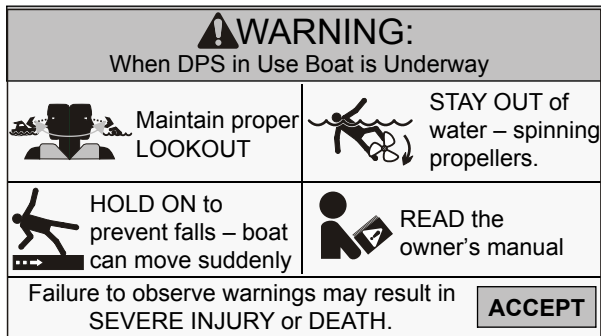 WARNING:
When DPS in Use Boat is Underway
Maintain proper
LOOKOUT
STAY OUT of
water – spinning
propellers.
HOLD ON to
prevent falls – boat
can move suddenly
READ the
owner's manual
Failure to observe warnings may result in
SEVERE INJURY or DEATH.
ACCEPT